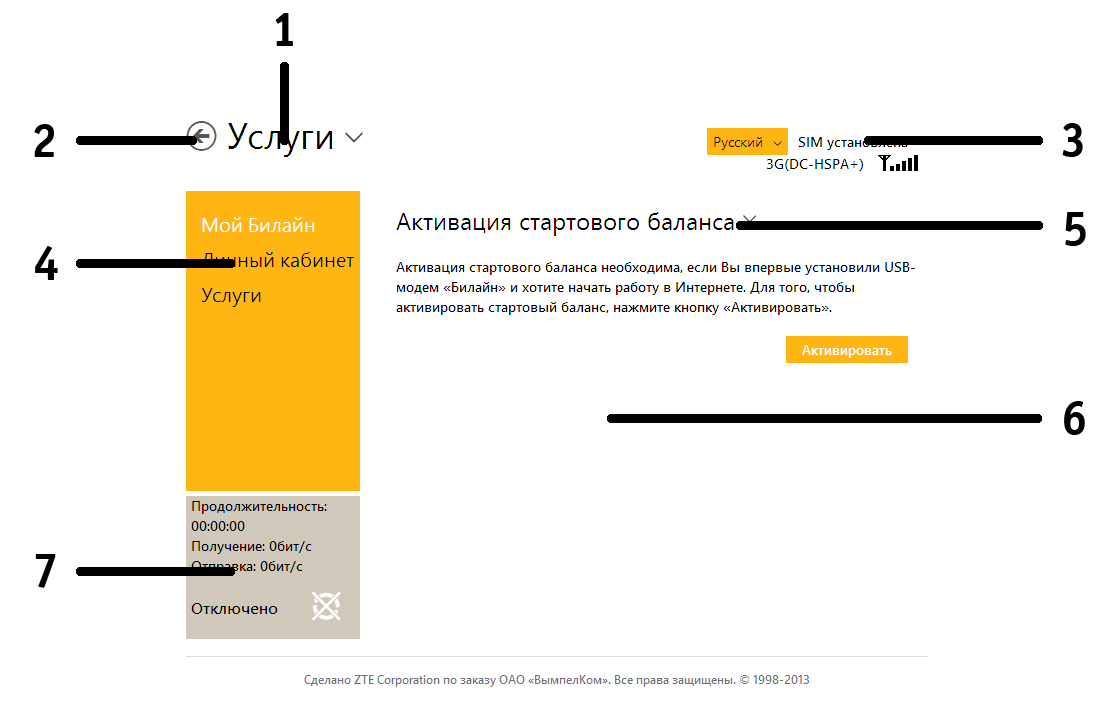 1
2
Услуги
Русский
SIM установлена
3
3G(DC-HSPA+)
Мой Билайн
Личный кабинет
Услуги
4
Активация стартового баланса
5
Активация стартового баланса необходима, если Вы впервые установили USB-
модем «Билайн» и хотите начать работу в Интернете. Для того, чтобы
активировать стартовый баланс, нажмите кнопку «Активировать».
Активировать
6
Продолжительность:
00:00:00
Получение: 0бит/с
Отправка: 0бит/с
7
Отключено
Сделано ZTE Corporation по заказу ОАО «ВымпелКом». Все права защищены. © 1998-2013